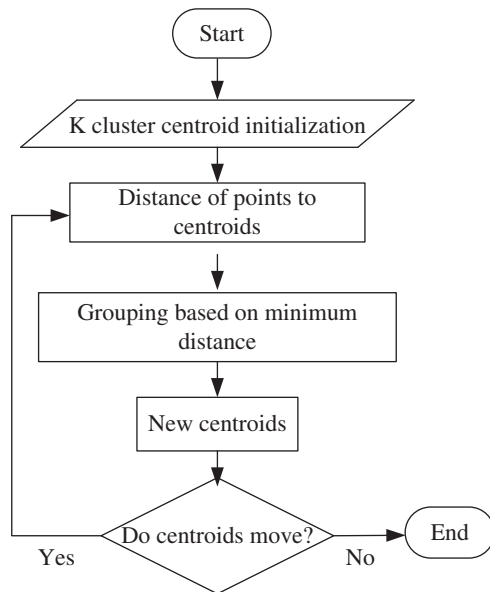 Start
K cluster centroid initialization
Distance of points to
centroids
Grouping based on minimum
distance
New centroids
Do centroids move?
Yes
No
End